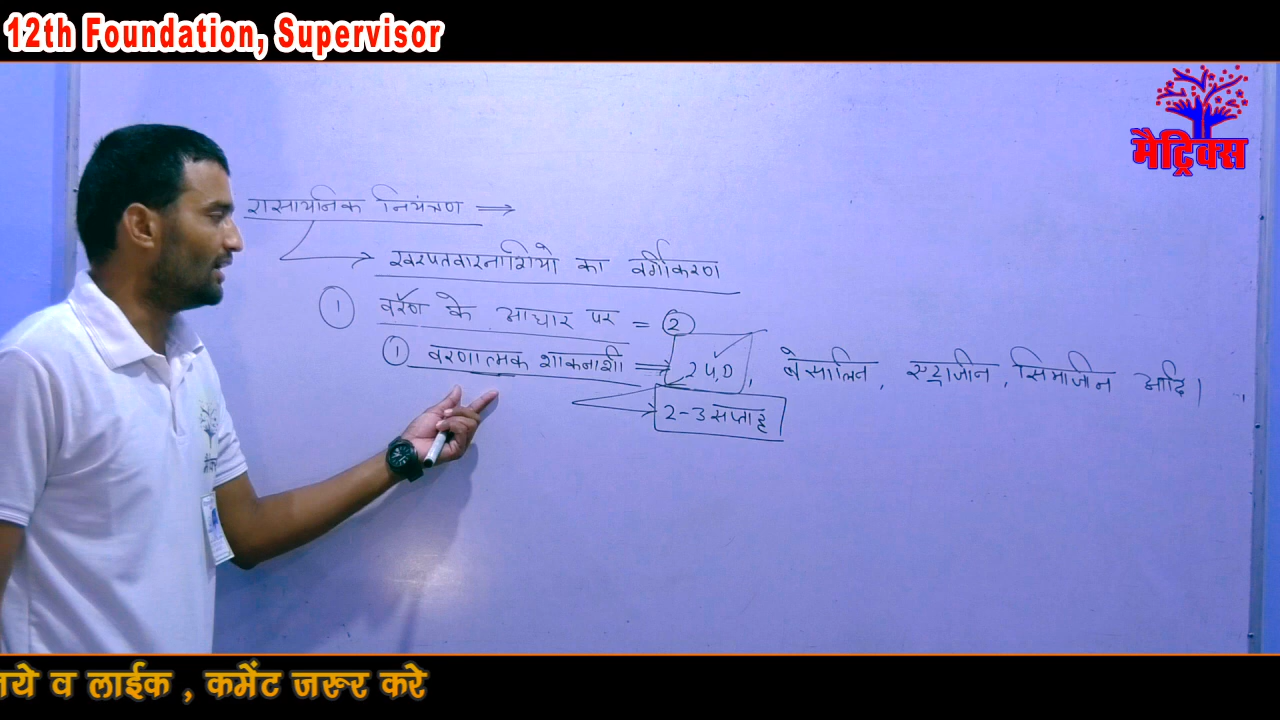 12th Foundation, Supervisor
मैट्रिक्स
रासायनिक नियंत्रण ⇒
→ खरपतवारनाशियो का वर्गीकरण
① वरण के आधार पर = ②
① वरणात्मक शाकनाशी ⇒ 2 4, D, बेसालिन, एट्राजीन, सिमाजीन आदि।
→ 2-3 सप्ताह
ये व लाईक , कमेंट जरूर करे